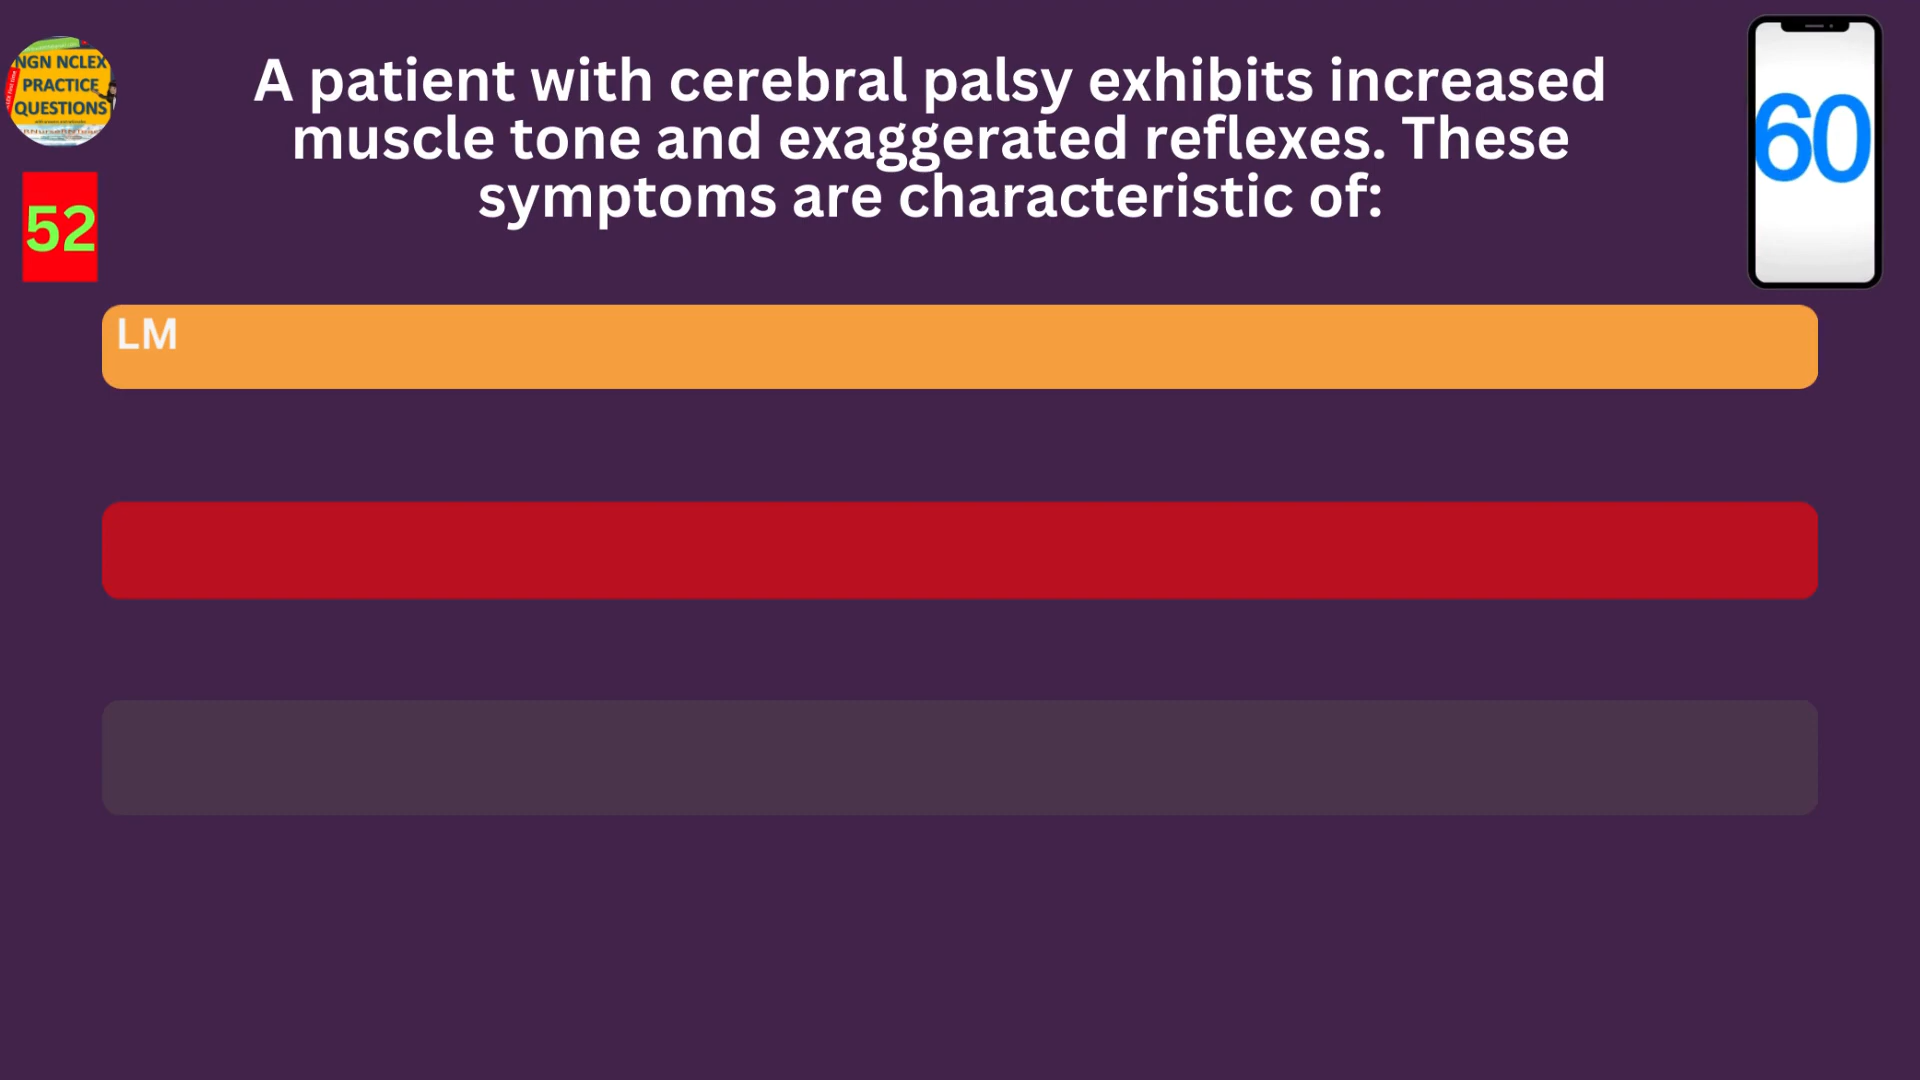 NGN NCLEX
PRACTICE
QUESTIONS
A patient with cerebral palsy exhibits increased
muscle tone and exaggerated reflexes. These
symptoms are characteristic of:
60
52
LM